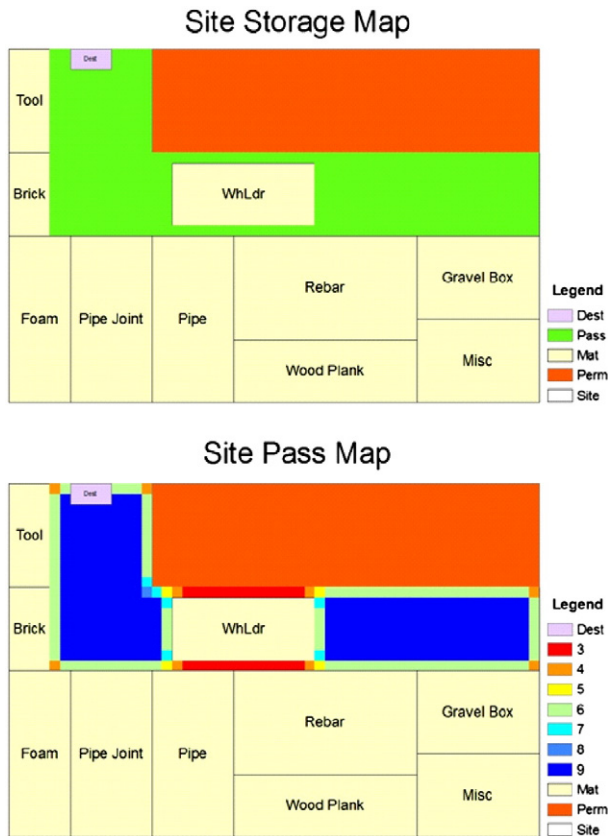 Site Storage Map
Dest
Tool
Brick
WhLdr
Foam
Pipe Joint
Pipe
Rebar
Wood Plank
Gravel Box
Misc
Legend
Dest
Pass
Mat
Perm
Site
Site Pass Map
Dest
Tool
Brick
WhLdr
Foam
Pipe Joint
Pipe
Rebar
Wood Plank
Gravel Box
Misc
Legend
Dest
3
4
5
6
7
8
9
Mat
Perm
Site